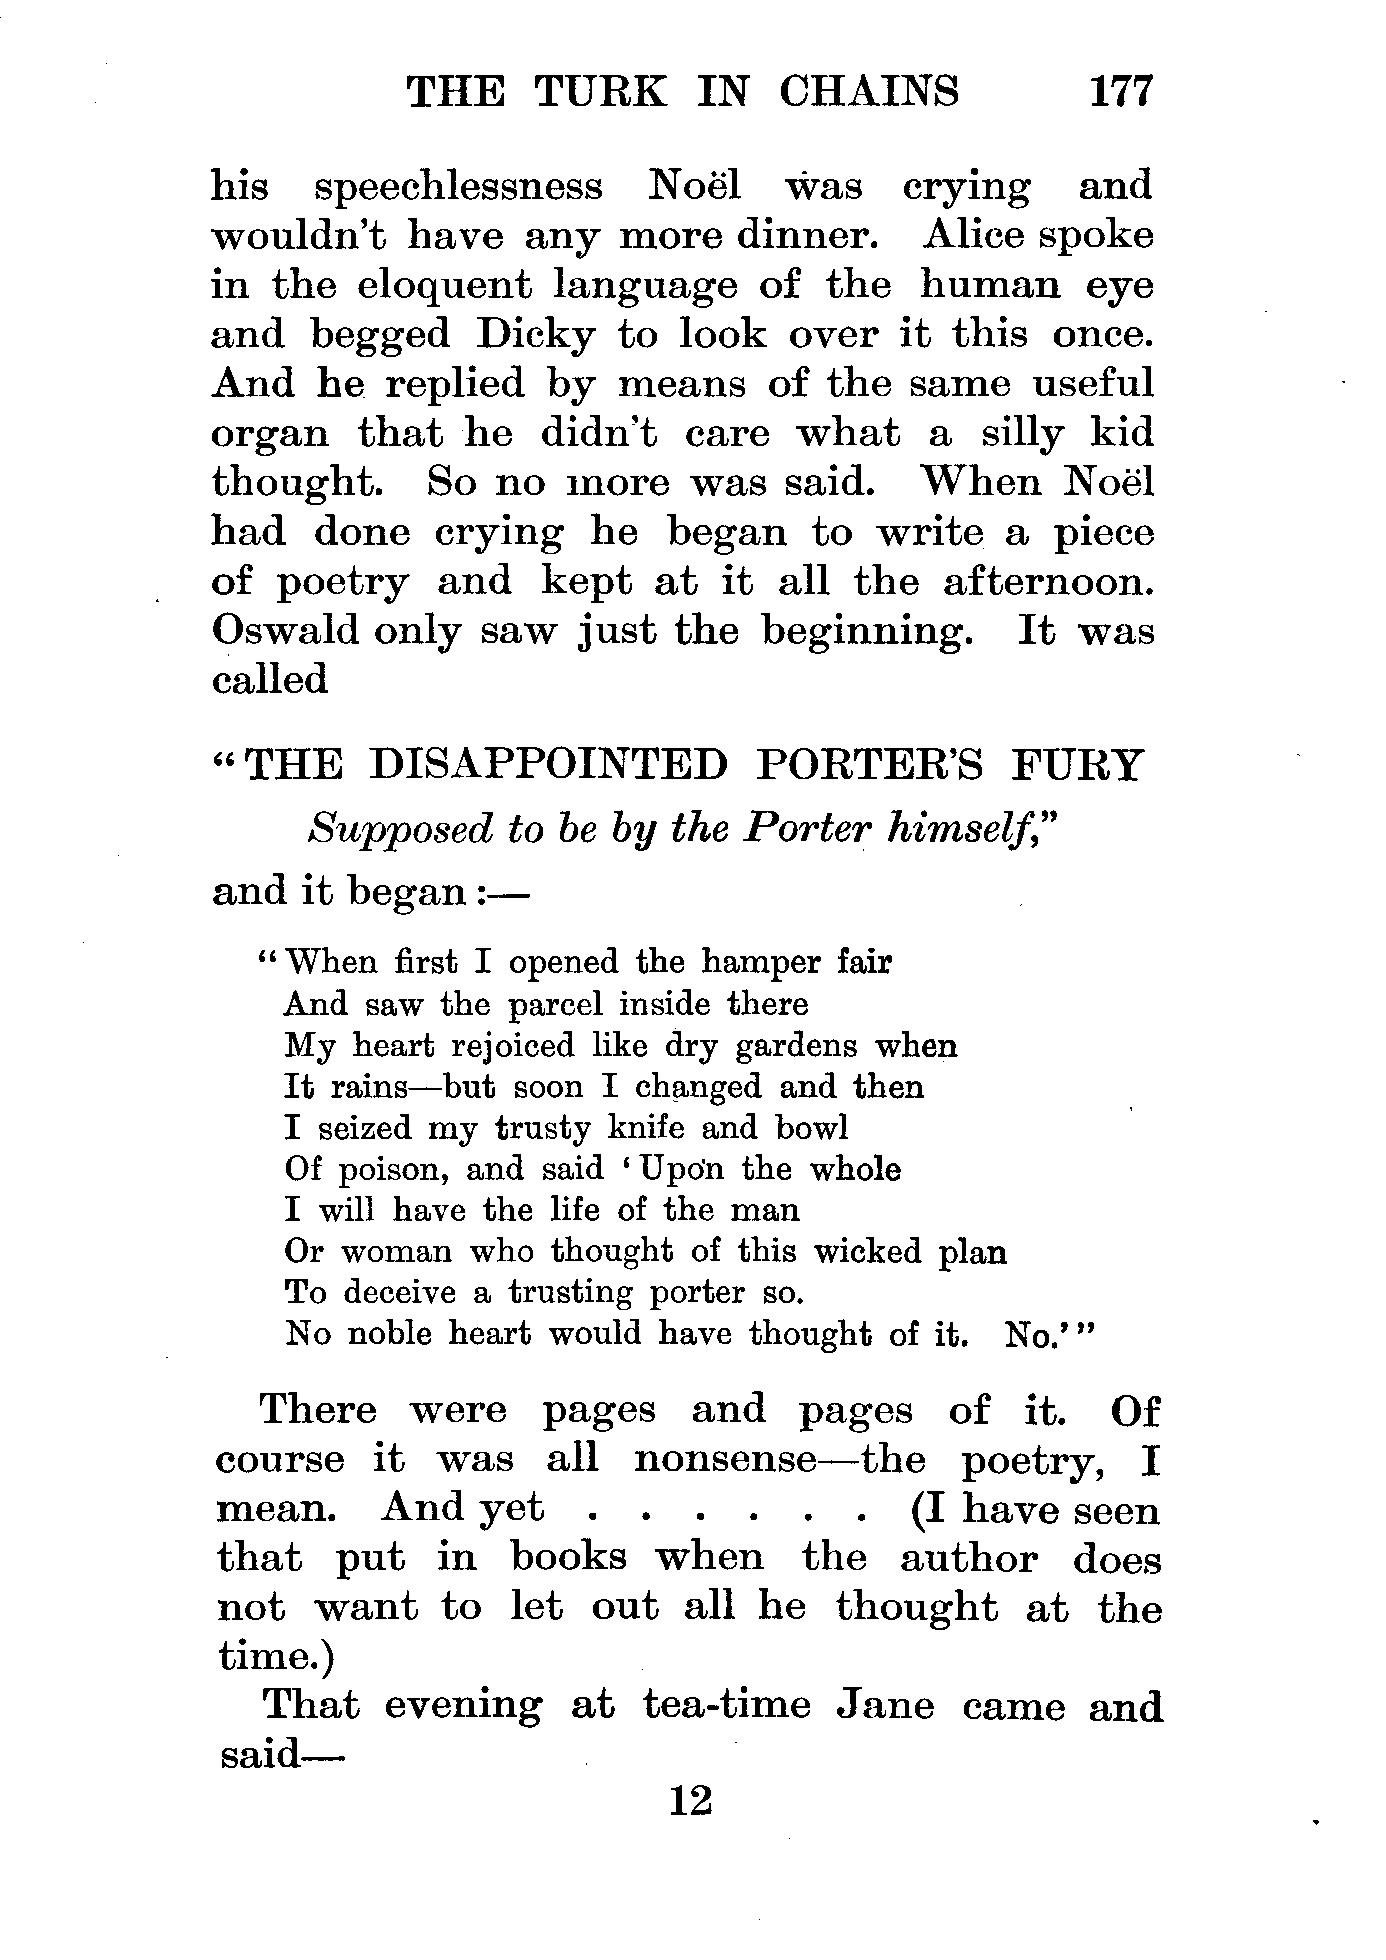 THE TURK IN CHAINS 177
his speechlessness Noël was crying and
wouldn't have any more dinner. Alice spoke
in the eloquent language of the human eye
and begged Dicky to look over it this once.
And he replied by means of the same useful
organ that he didn't care what a silly kid
thought. So no more was said. When Noël
had done crying he began to write a piece
of poetry and kept at it all the afternoon.
Oswald only saw just the beginning. It was
called
“THE DISAPPOINTED PORTER'S FURY
Supposed to be by the Porter himself,”
and it began :—
“When first I opened the hamper fair
And saw the parcel inside there
My heart rejoiced like dry gardens when
It rains—but soon I changed and then
I seized my trusty knife and bowl
Of poison, and said ‘Upon the whole
I will have the life of the man
Or woman who thought of this wicked plan
To deceive a trusting porter so.
No noble heart would have thought of it. No.’”
There were pages and pages of it. Of
course it was all nonsense—the poetry, I
mean. And yet . . . . . . (I have seen
that put in books when the author does
not want to let out all he thought at the
time.)
That evening at tea-time Jane came and
said—
12